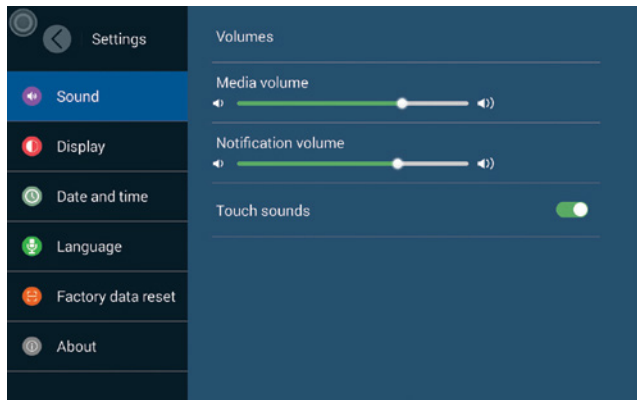 Settings
Sound
Display
Date and time
Language
Factory data reset
About
Volumes
Media volume
Notification volume
Touch sounds